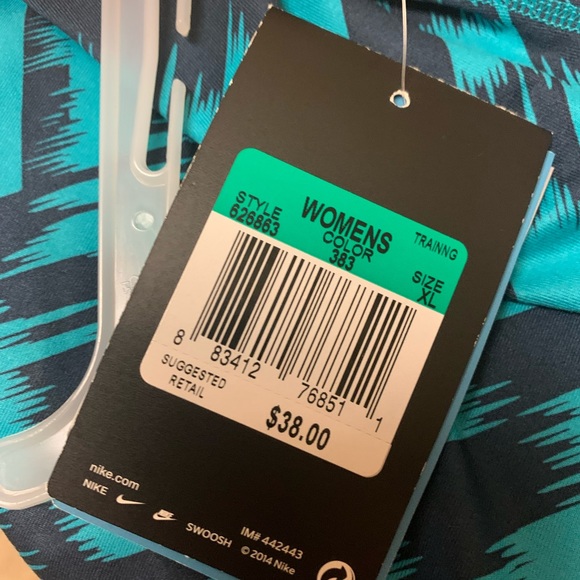 WOMENS TRAINNG
STYLE COLOR SIZE
626863 383 XL
8 83412 76851 1
SUGGESTED
RETAIL
$38.00
nike.com
NIKE SWOOSH IM# 442443
© 2014 Nike